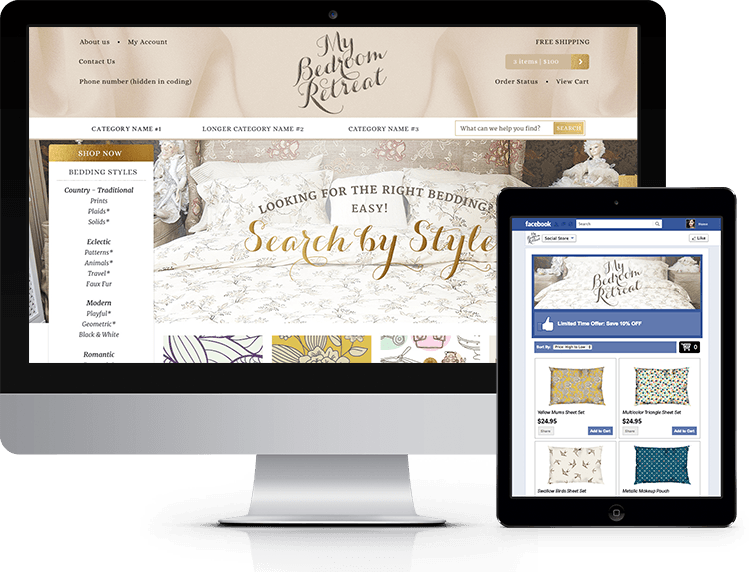 About us • My Account
Contact Us
Phone number (hidden in coding)
My
Bedroom
Retreat
FREE SHIPPING
3 items | $100
Order Status • View Cart
CATEGORY NAME #1
LONGER CATEGORY NAME #2
CATEGORY NAME #3
What can we help you find?
SEARCH
SHOP NOW
BEDDING STYLES
Country - Traditional
Prints
Plaids*
Solids*
Eclectic
Patterns*
Animals*
Travel*
Faux Fur
Modern
Playful*
Geometric*
Black & White
Romantic
LOOKING FOR THE RIGHT BEDDING?
EASY!
Search by Style
facebook
Search
My Bedroom Retreat
Social Store
Like
My
Bedroom
Retreat
Limited Time Offer: Save 10% OFF
Sort By: Price: High to Low
0
Yellow Mums Sheet Set
$24.95
Share
Add to Cart
Multicolor Triangle Sheet Set
$24.95
Share
Add to Cart
Swallow Birds Sheet Set
Metalic Makeup Pouch